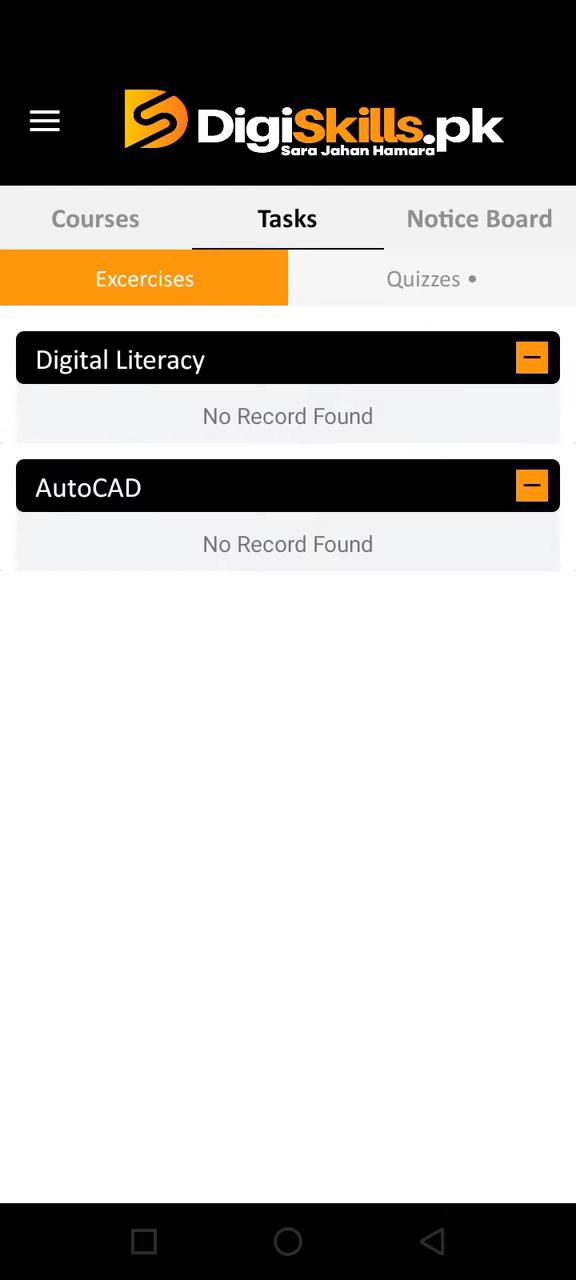 DigiSkills.pk
Sara Jahan Hamara
Courses
Tasks
Notice Board
Excercises
Quizzes •
Digital Literacy
No Record Found
AutoCAD
No Record Found